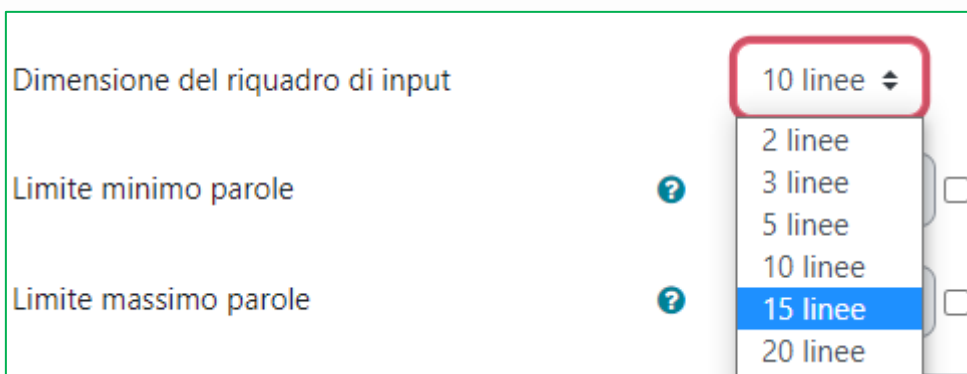 Dimensione del riquadro di input
10 linee
2 linee
3 linee
Limite minimo parole
5 linee
10 linee
Limite massimo parole
15 linee
20 linee